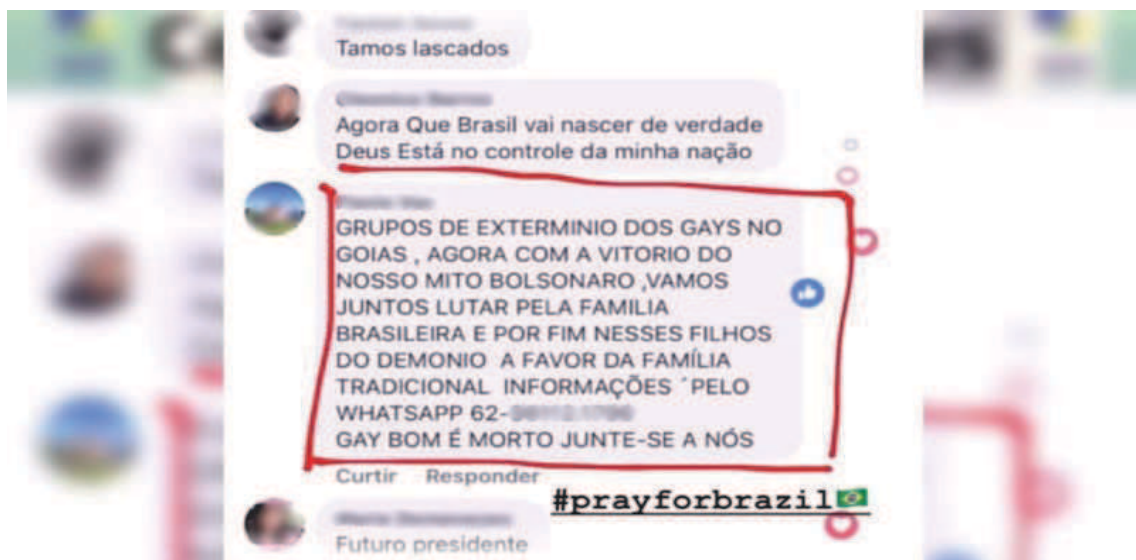 Tamos lascados
Agora Que Brasil vai nascer de verdade
Deus Está no controle da minha nação
GRUPOS DE EXTERMINIO DOS GAYS NO
GOIAS , AGORA COM A VITORIO DO
NOSSO MITO BOLSONARO ,VAMOS
JUNTOS LUTAR PELA FAMILIA
BRASILEIRA E POR FIM NESSES FILHOS
DO DEMONIO A FAVOR DA FAMÍLIA
TRADICIONAL INFORMAÇÕES ´PELO
WHATSAPP 62-
GAY BOM É MORTO JUNTE-SE A NÓS
Curtir Responder
#prayforbrazil
Futuro presidente